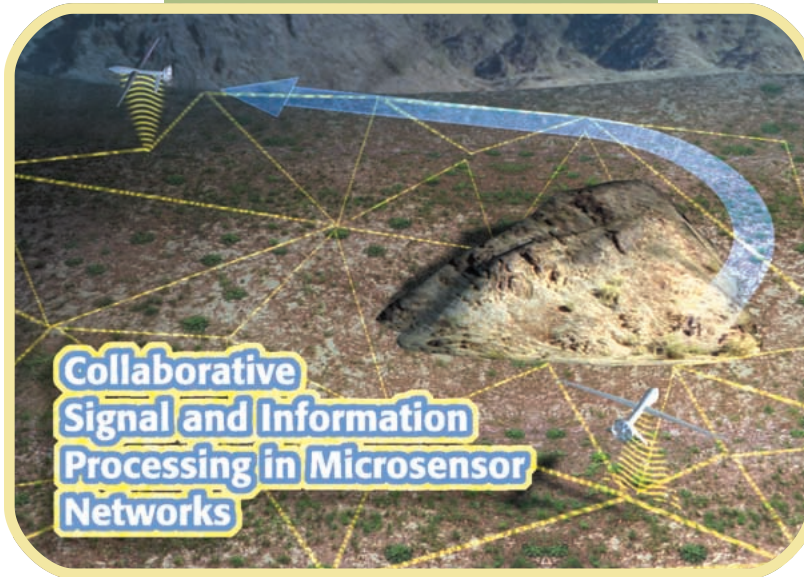 Collaborative
Signal and Information
Processing in Microsensor
Networks